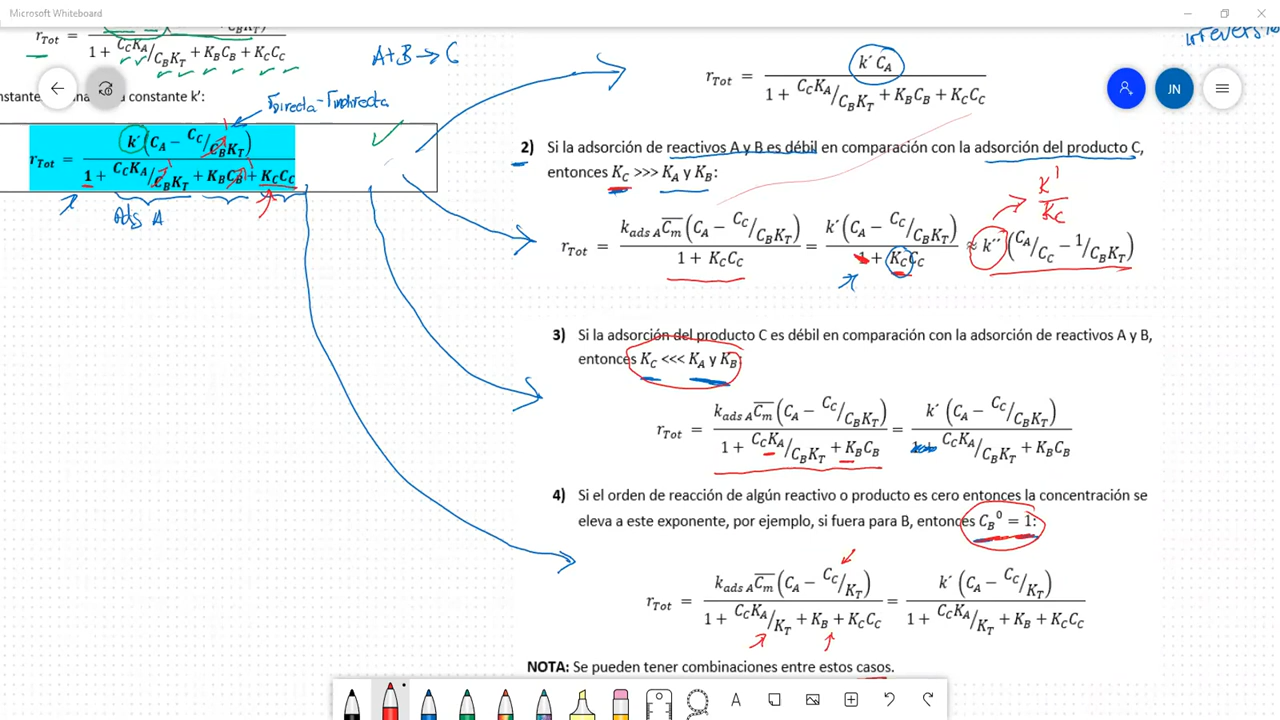 Microsoft Whiteboard
r_Tot = / 1 + C_C K_A / C_B K_T + K_B C_B + K_C C_C
A+B → C
constante k':
r_Directa - r_Indirecta
r_Tot = k´(C_A − C_C / C_B K_T) / 1 + C_C K_A / C_B K_T + K_B C_B + K_C C_C
Ads A
r_Tot = k´ C_A / 1 + C_C K_A / C_B K_T + K_B C_B + K_C C_C
JN
2) Si la adsorción de reactivos A y B es débil en comparación con la adsorción del producto C,
entonces K_C >>> K_A y K_B:
k' / K_C
r_Tot = k_ads A C_m (C_A − C_C / C_B K_T) / 1 + K_C C_C = k´(C_A − C_C / C_B K_T) / 1 + K_C C_C ≈ k´´ (C_A / C_C − 1 / C_B K_T)
3) Si la adsorción del producto C es débil en comparación con la adsorción de reactivos A y B,
entonces K_C <<< K_A y K_B:
r_Tot = k_ads A C_m (C_A − C_C / C_B K_T) / 1 + C_C K_A / C_B K_T + K_B C_B = k´ (C_A − C_C / C_B K_T) / 1 + C_C K_A / C_B K_T + K_B C_B
4) Si el orden de reacción de algún reactivo o producto es cero entonces la concentración se
eleva a este exponente, por ejemplo, si fuera para B, entonces C_B^0 = 1:
r_Tot = k_ads A C_m (C_A − C_C / K_T) / 1 + C_C K_A / K_T + K_B + K_C C_C = k´ (C_A − C_C / K_T) / 1 + C_C K_A / K_T + K_B + K_C C_C
NOTA: Se pueden tener combinaciones entre estos casos.